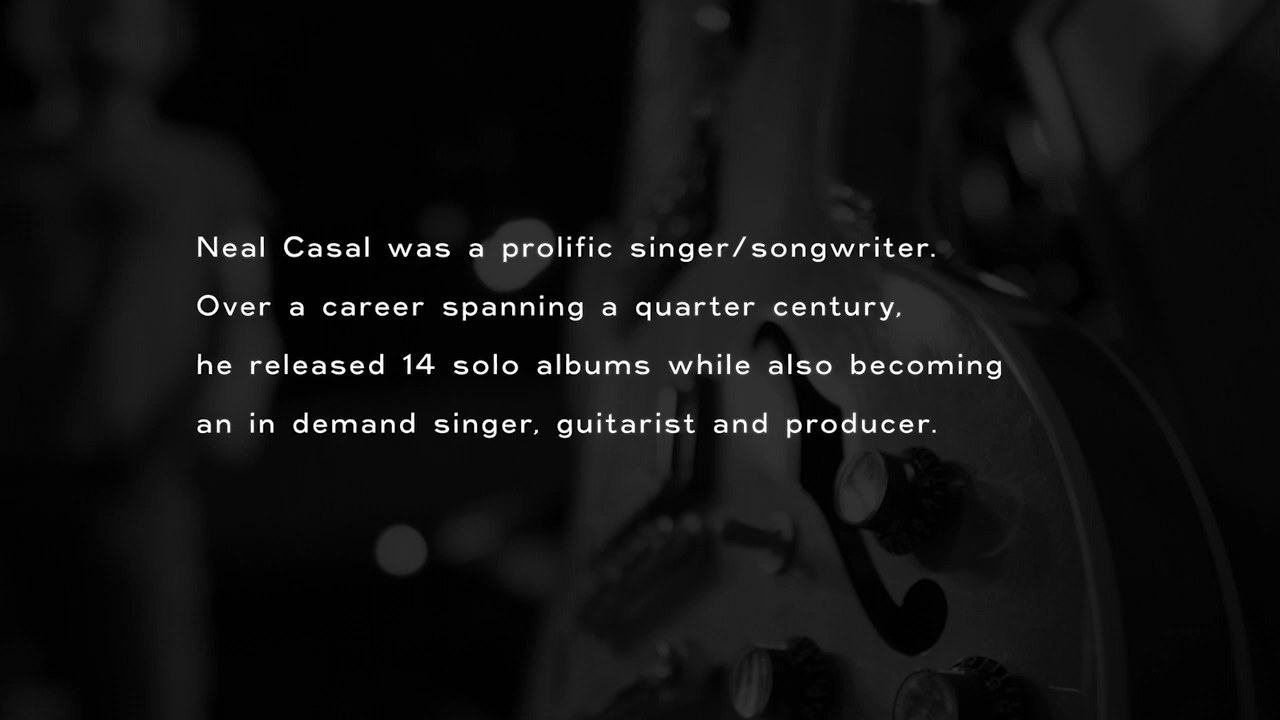 Neal Casal was a prolific singer/songwriter.
Over a career spanning a quarter century,
he released 14 solo albums while also becoming
an in demand singer, guitarist and producer.